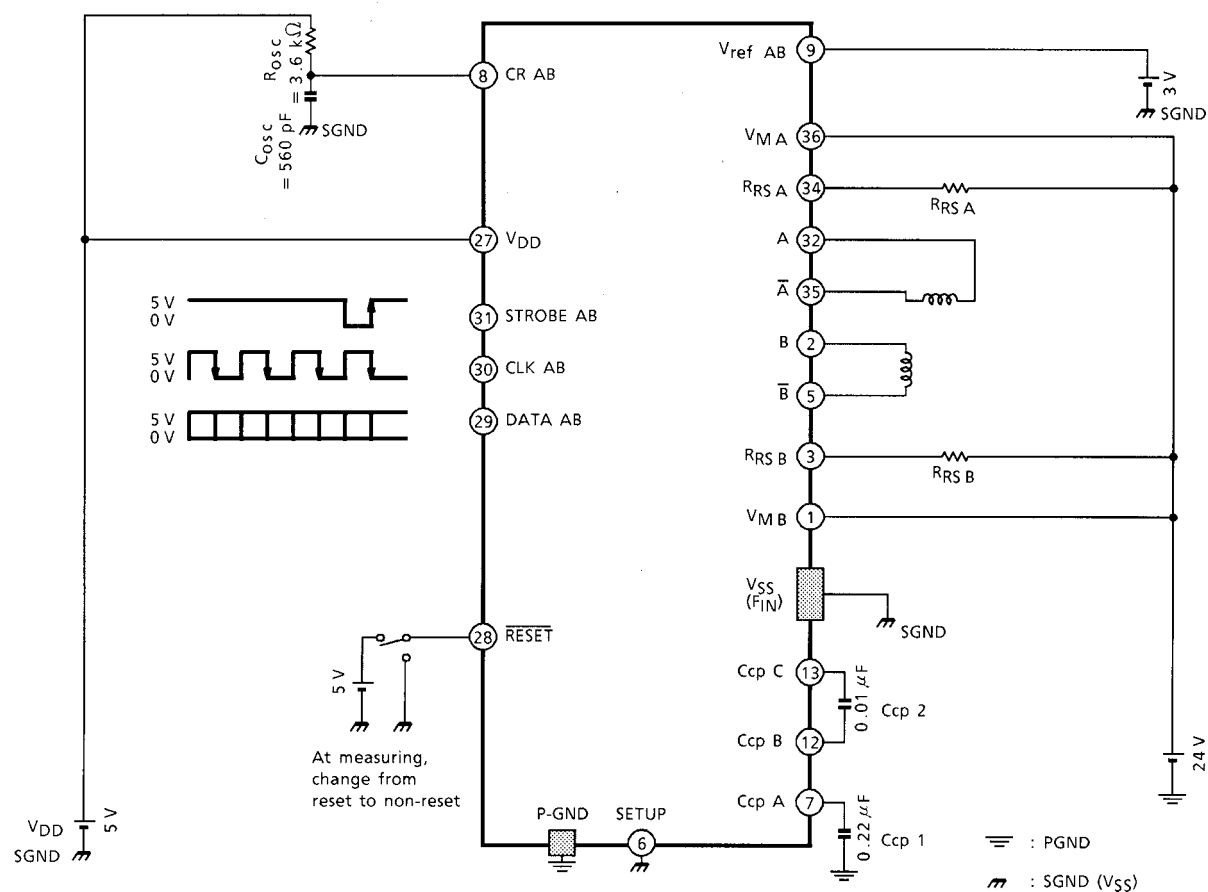 Rosc
= 3.6 kΩ
Cosc
= 560 pF
SGND
8
CR AB
27
VDD
5 V
0 V
31
STROBE AB
5 V
0 V
30
CLK AB
5 V
0 V
29
DATA AB
28
RESET
5 V
At measuring,
change from
reset to non-reset
VDD
5 V
SGND
P-GND
SETUP
6
Vref AB
9
3 V
SGND
VM A
36
RRS A
34
RRS A
A
32
A̅
35
B
2
B̅
5
RRS B
3
RRS B
VM B
1
VSS
(FIN)
SGND
Ccp C
13
0.01 μF
Ccp 2
Ccp B
12
Ccp A
7
0.22 μF
Ccp 1
24 V
: PGND
: SGND (VSS)